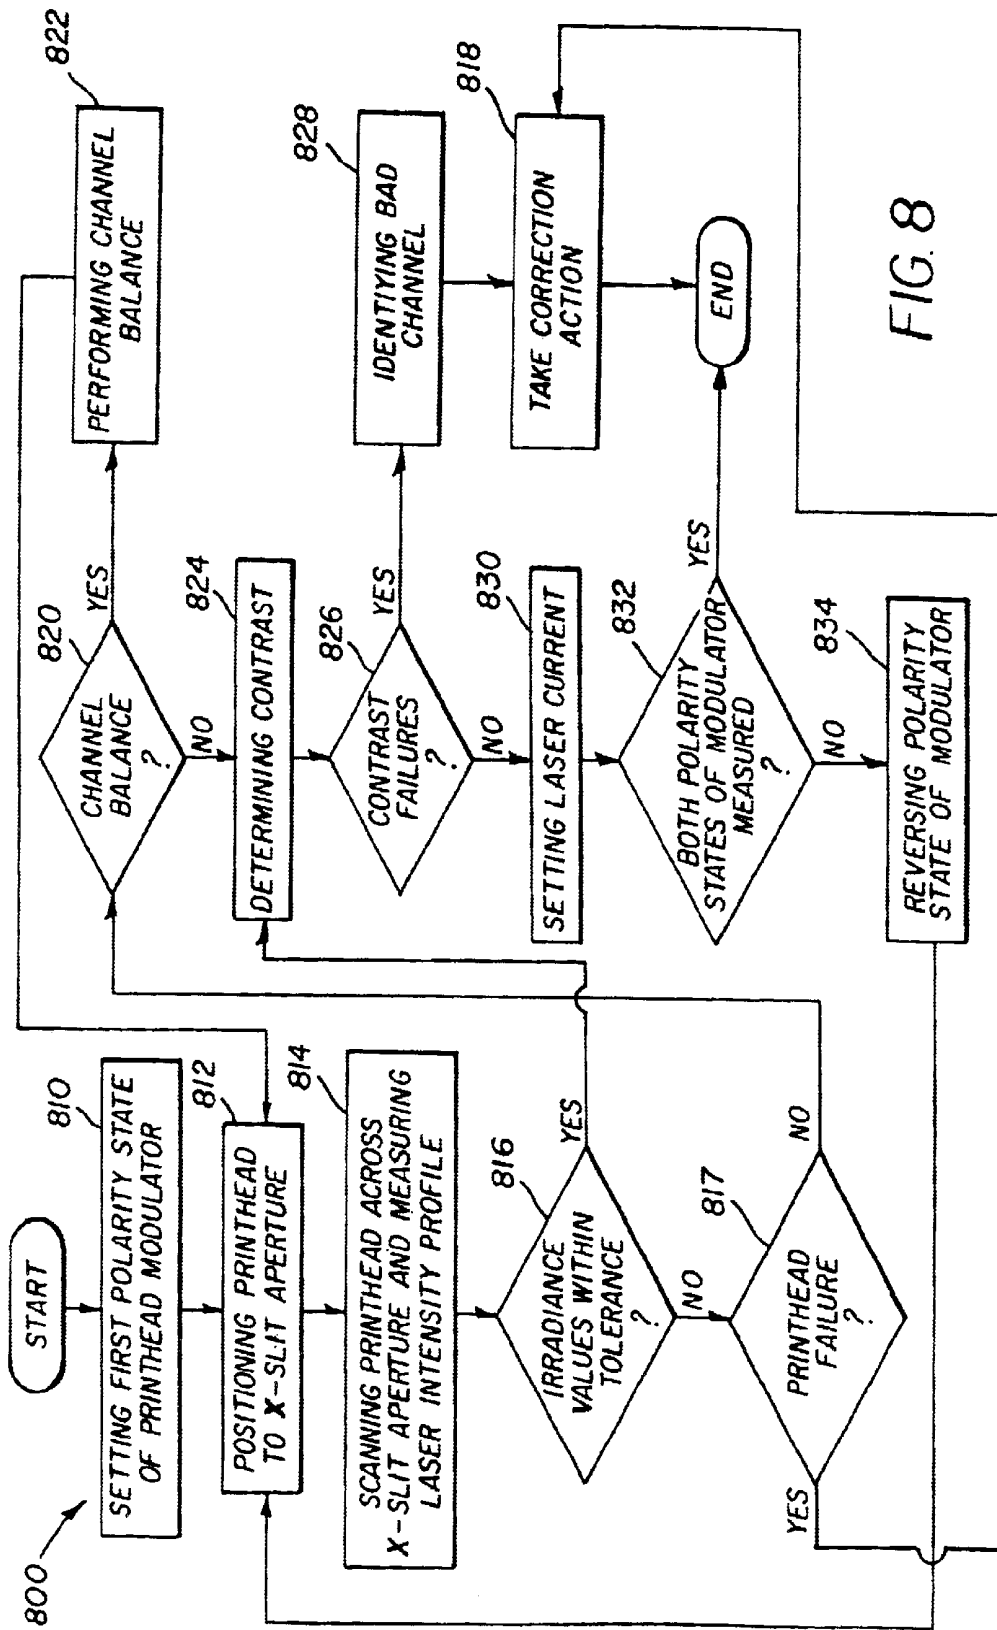 800
START
810
SETTING FIRST POLARITY STATE
OF PRINTHEAD MODULATOR
812
POSITIONING PRINTHEAD
TO X-SLIT APERTURE
814
SCANNING PRINTHEAD ACROSS
X-SLIT APERTURE AND MEASURING
LASER INTENSITY PROFILE
816
IRRADIANCE
VALUES WITHIN
TOLERANCE
?
YES
NO
817
PRINTHEAD
FAILURE
?
YES
NO
820
CHANNEL
BALANCE
?
YES
NO
822
PERFORMING CHANNEL
BALANCE
824
DETERMINING CONTRAST
826
CONTRAST
FAILURES
?
YES
NO
828
IDENTIYING BAD
CHANNEL
818
TAKE CORRECTION
ACTION
830
SETTING LASER CURRENT
832
BOTH POLARITY
STATES OF MODULATOR
MEASURED
?
YES
NO
END
834
REVERSING POLARITY
STATE OF MODULATOR
FIG. 8